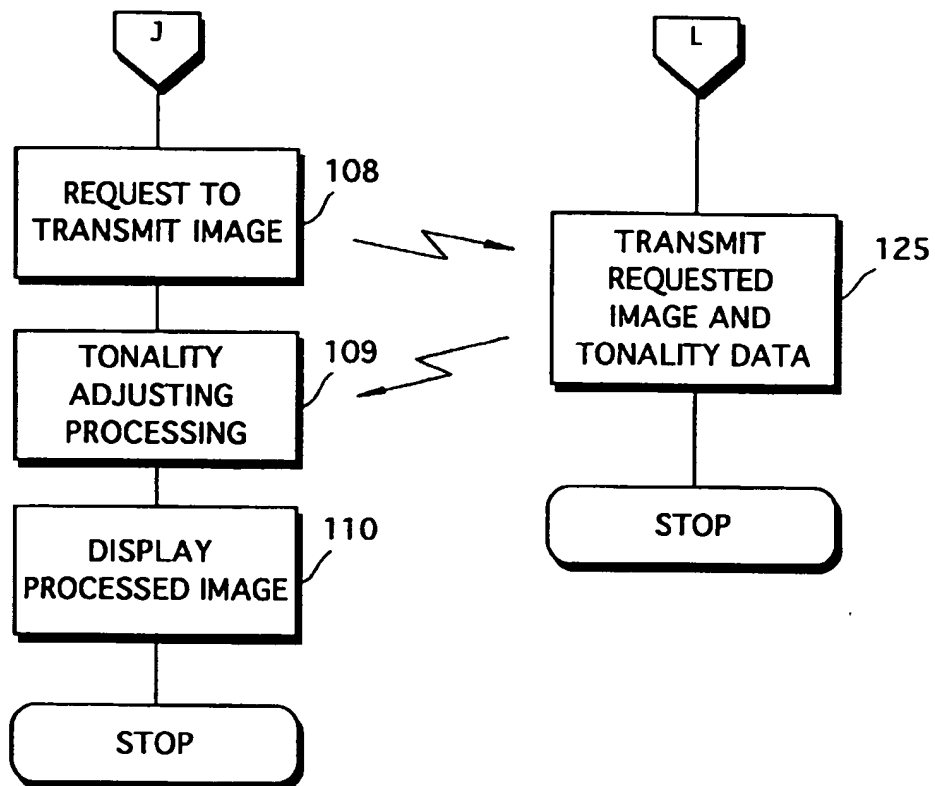 J
REQUEST TO
TRANSMIT IMAGE
108
TONALITY
ADJUSTING
PROCESSING
109
DISPLAY
PROCESSED IMAGE
110
STOP
L
TRANSMIT
REQUESTED
IMAGE AND
TONALITY DATA
125
STOP